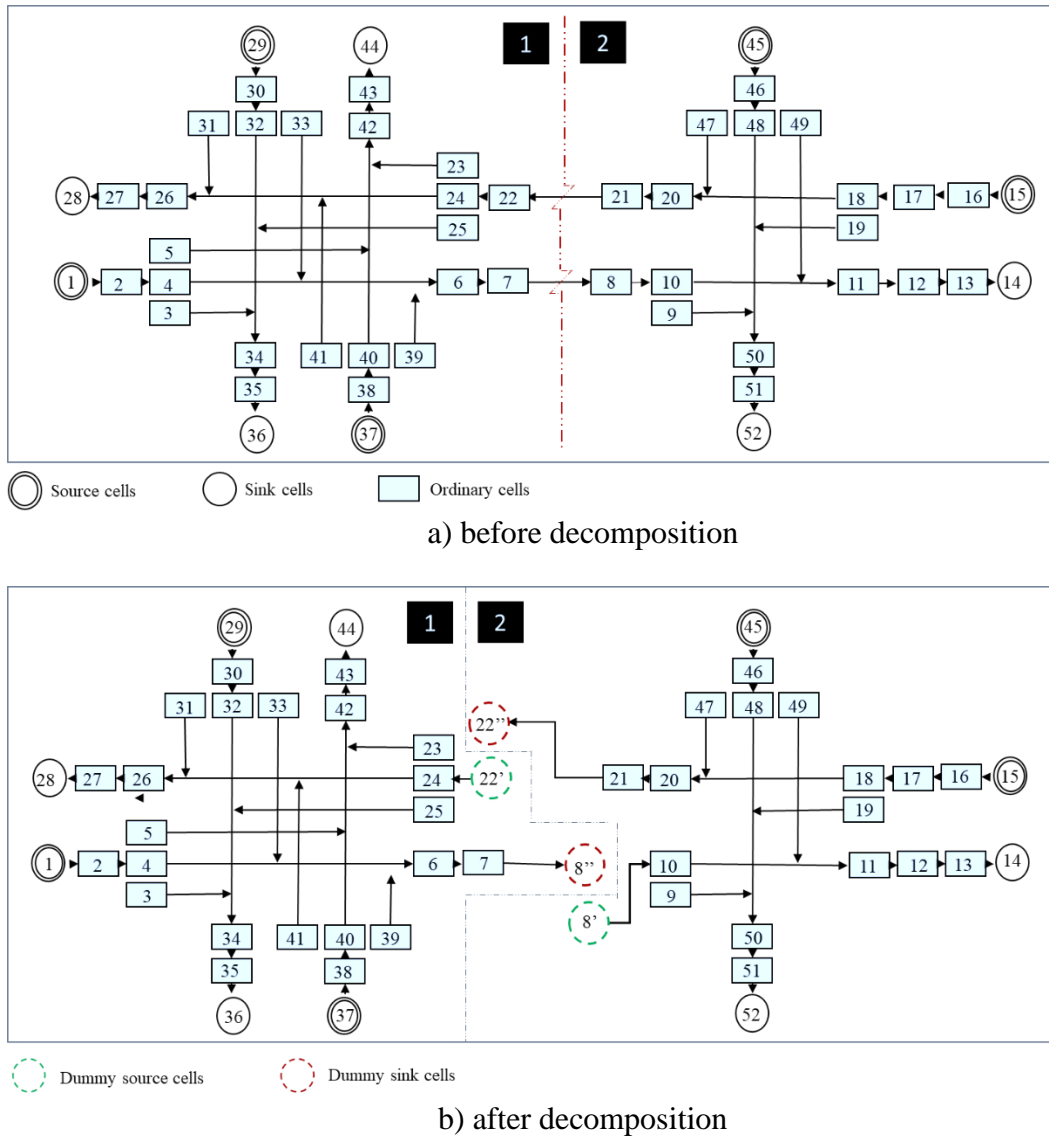 29 44 1 2 45
30 43 46
31 32 33 42 47 48 49
23
28 27 26 24 22 21 20 18 17 16 15
5 25 19
1 2 4 6 7 8 10 11 12 13 14
3 9
34 41 40 39 50
35 38 51
36 37 52
Source cells Sink cells Ordinary cells
a) before decomposition
29 44 1 2 45
30 43 46
31 32 33 42 47 48 49
22''
23
28 27 26 24 22' 21 20 18 17 16 15
5 25 19
1 2 4 6 7 8'' 10 11 12 13 14
3 9
8'
34 41 40 39 50
35 38 51
36 37 52
Dummy source cells Dummy sink cells
b) after decomposition